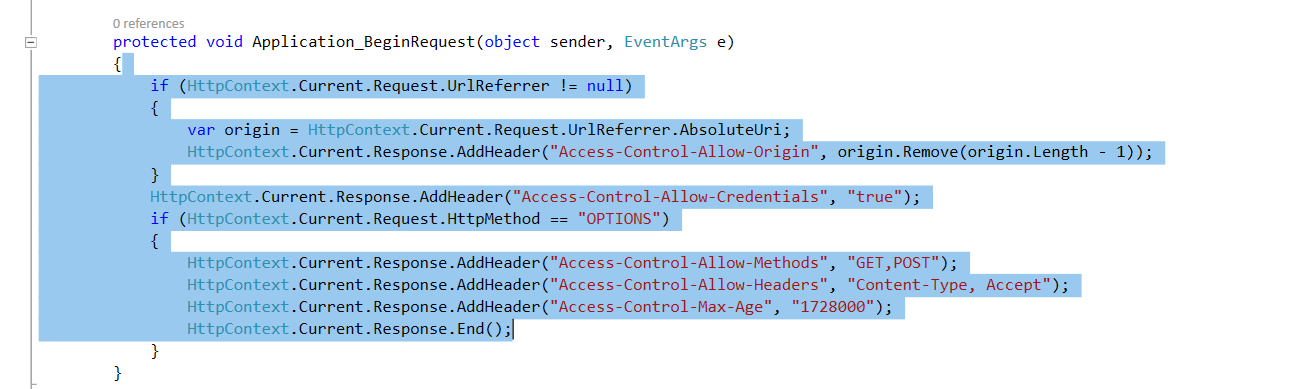 0 references
protected void Application_BeginRequest(object sender, EventArgs e)
{
if (HttpContext.Current.Request.UrlReferrer != null)
{
var origin = HttpContext.Current.Request.UrlReferrer.AbsoluteUri;
HttpContext.Current.Response.AddHeader("Access-Control-Allow-Origin", origin.Remove(origin.Length - 1));
}
HttpContext.Current.Response.AddHeader("Access-Control-Allow-Credentials", "true");
if (HttpContext.Current.Request.HttpMethod == "OPTIONS")
{
HttpContext.Current.Response.AddHeader("Access-Control-Allow-Methods", "GET,POST");
HttpContext.Current.Response.AddHeader("Access-Control-Allow-Headers", "Content-Type, Accept");
HttpContext.Current.Response.AddHeader("Access-Control-Max-Age", "1728000");
HttpContext.Current.Response.End();
}
}